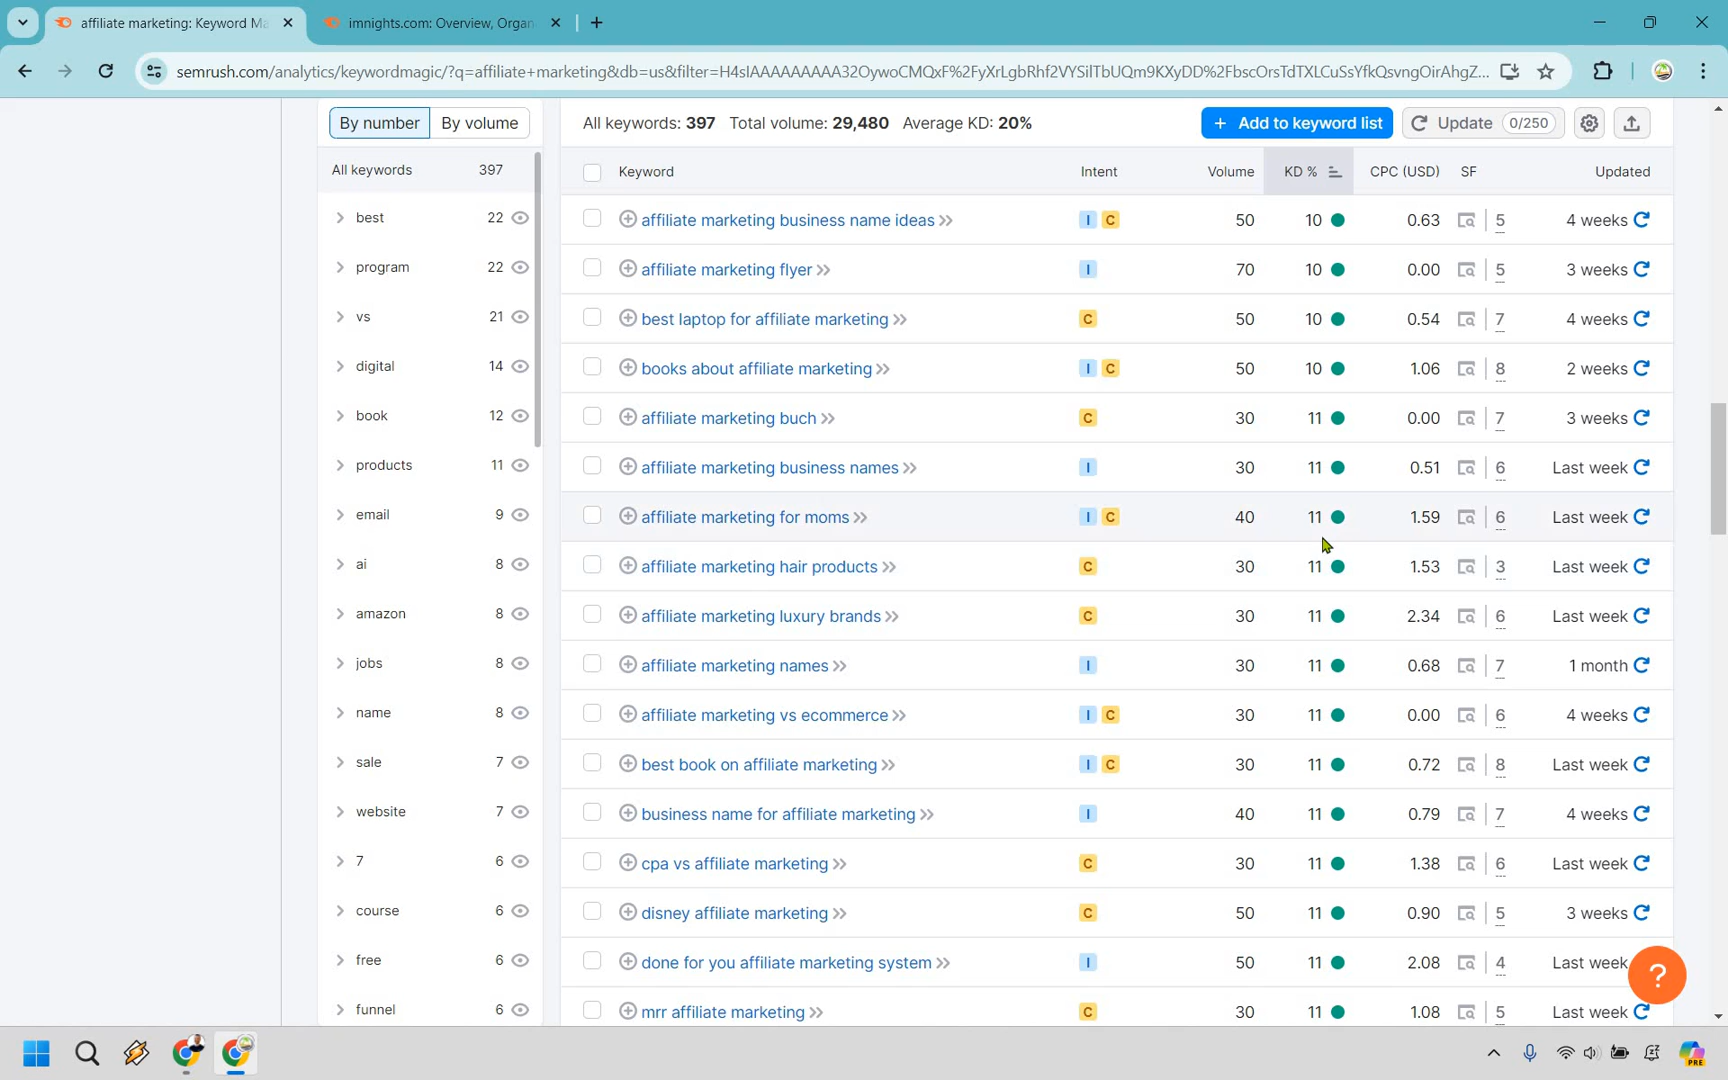 affiliate marketing: Keyword Ma
imnights.com: Overview, Organ
semrush.com/analytics/keywordmagic/?q=affiliate+marketing&db=us&filter=H4sIAAAAAAAAA32OywoCMQxF%2FyXrLgbRhf2VYSilTbUQm9KXyDD%2FbscOrsTdTXLCuSsYfkQsvngOirAhgZ...
By number By volume
All keywords: 397 Total volume: 29,480 Average KD: 20%
+ Add to keyword list
Update 0/250
All keywords 397
best 22
program 22
vs 21
digital 14
book 12
products 11
email 9
ai 8
amazon 8
jobs 8
name 8
sale 7
website 7
7 6
course 6
free 6
funnel 6
Keyword Intent Volume KD % CPC (USD) SF Updated
affiliate marketing business name ideas I C 50 10 0.63 5 4 weeks
affiliate marketing flyer I 70 10 0.00 5 3 weeks
best laptop for affiliate marketing C 50 10 0.54 7 4 weeks
books about affiliate marketing I C 50 10 1.06 8 2 weeks
affiliate marketing buch C 30 11 0.00 7 3 weeks
affiliate marketing business names I 30 11 0.51 6 Last week
affiliate marketing for moms I C 40 11 1.59 6 Last week
affiliate marketing hair products C 30 11 1.53 3 Last week
affiliate marketing luxury brands C 30 11 2.34 6 Last week
affiliate marketing names I 30 11 0.68 7 1 month
affiliate marketing vs ecommerce I C 30 11 0.00 6 4 weeks
best book on affiliate marketing I C 30 11 0.72 8 Last week
business name for affiliate marketing I 40 11 0.79 7 4 weeks
cpa vs affiliate marketing C 30 11 1.38 6 Last week
disney affiliate marketing C 50 11 0.90 5 3 weeks
done for you affiliate marketing system I 50 11 2.08 4 Last week
mrr affiliate marketing C 30 11 1.08 5 Last week
?
PRE